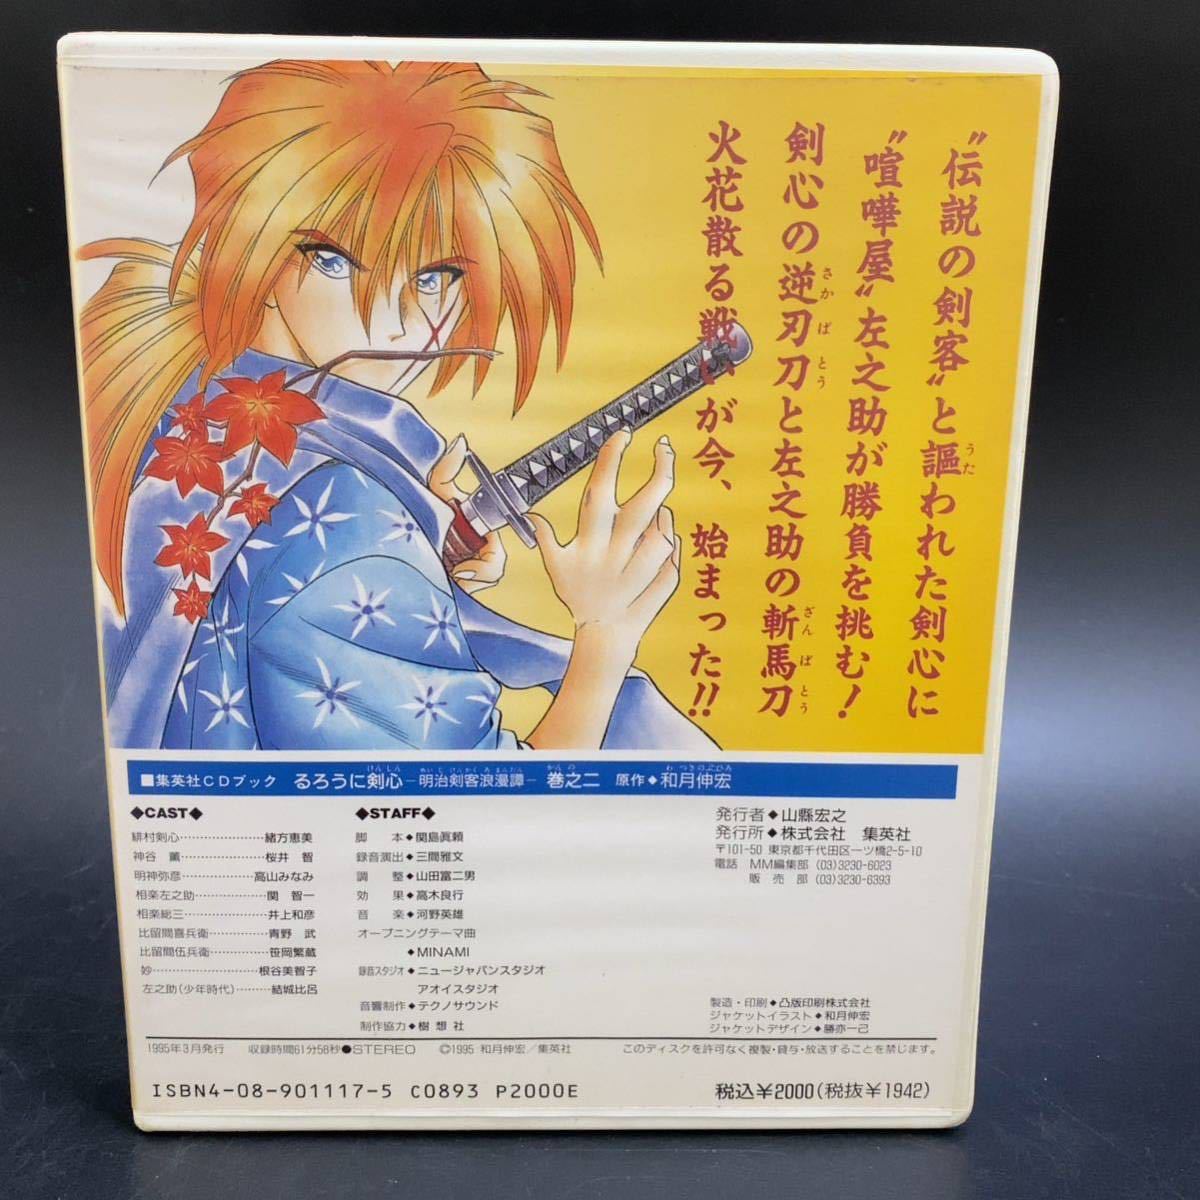 〝伝説の剣客〟と謳われた剣心に
うた
〝喧嘩屋〟左之助が勝負を挑む!
剣心の逆刃刀と左之助の斬馬刀
さかばとう
ざんばとう
火花散る戦いが今、始まった!!
■集英社CDブック るろうに剣心-明治剣客浪漫譚- 巻之二 原作◆和月伸宏
◆CAST◆
緋村剣心…………緒方恵美
神谷 薫…………桜井 智
明神弥彦…………高山みなみ
相楽左之助…………関 智一
相楽総三…………井上和彦
比留間喜兵衛…………青野 武
比留間伍兵衛…………笹岡繁蔵
妙…………根谷美智子
左之助(少年時代)…………結城比呂
◆STAFF◆
脚 本◆関島眞頼
録音演出◆三間雅文
調 整◆山田富二男
効 果◆高木良行
音 楽◆河野英雄
オープニングテーマ曲
◆MINAMI
録音スタジオ◆ニュージャパンスタジオ
アオイスタジオ
音響制作◆テクノサウンド
制作協力◆樹想社
発行者◆山縣宏之
発行所◆株式会社 集英社
〒101-50 東京都千代田区一ツ橋2-5-10
電話 MM編集部 (03)3230-6023
販売部 (03)3230-6393
製造・印刷◆凸版印刷株式会社
ジャケットイラスト◆和月伸宏
ジャケットデザイン◆勝亦一己
1995年3月発行 収録時間61分58秒●STEREO ©1995 和月伸宏/集英社 このディスクを許可なく複製・貸与・放送することを禁じます。
ISBN4-08-901117-5 C0893 P2000E 税込¥2000(税抜¥1942)